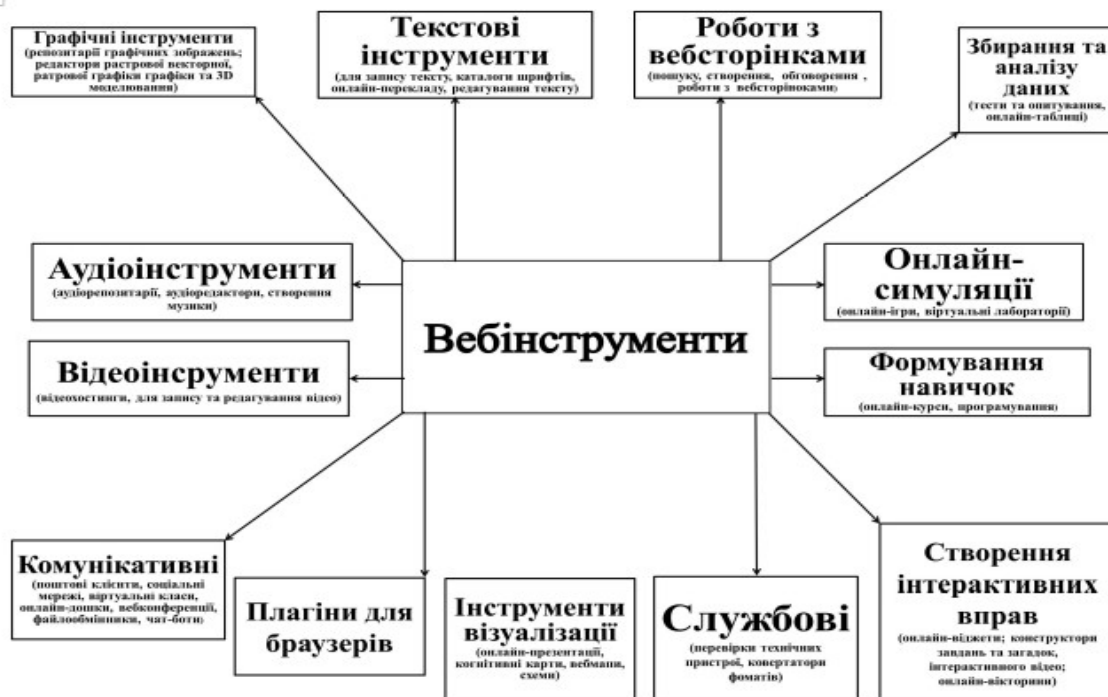 Графічні інструменти
(репозитарії графічних зображень;
редактори растрової векторної,
ратрової графіки графіки та 3D
моделювання)
Текстові
інструменти
(для запису тексту, каталоги шрифтів,
онлайн-перекладу, редагування тексту)
Роботи з
вебсторінками
(пошуку, створення, обговорення ,
роботи з вебсторіноками)
Збирання та
аналізу
даних
(тести та опитування,
онлайн-таблиці)
Аудіоінструменти
(аудіорепозитарії, аудіоредактори, створення
музики)
Онлайн-
симуляції
(онлайн-ігри, віртуальні лабораторії)
Вебінструменти
Відеоінсрументи
(відеохостинги, для запису та редагування відео)
Формування
навичок
(онлайн-курси, програмування)
Комунікативні
(поштові клієнти, соціальні
мережі, віртуальні класи,
онлайн-дошки, вебконференції,
файлообмінники, чат-боти)
Плагіни для
браузерів
Інструменти
візуалізації
(онлайн-презентації,
когнітивні карти, вебмапи,
схеми)
Службові
(перевірки технічних
пристрої, ковертатори
фоматів)
Створення
інтерактивних
вправ
(онлайн-віджети; конструктори
завдань та загадок,
інтерактивного відео;
онлайн-вікторини)